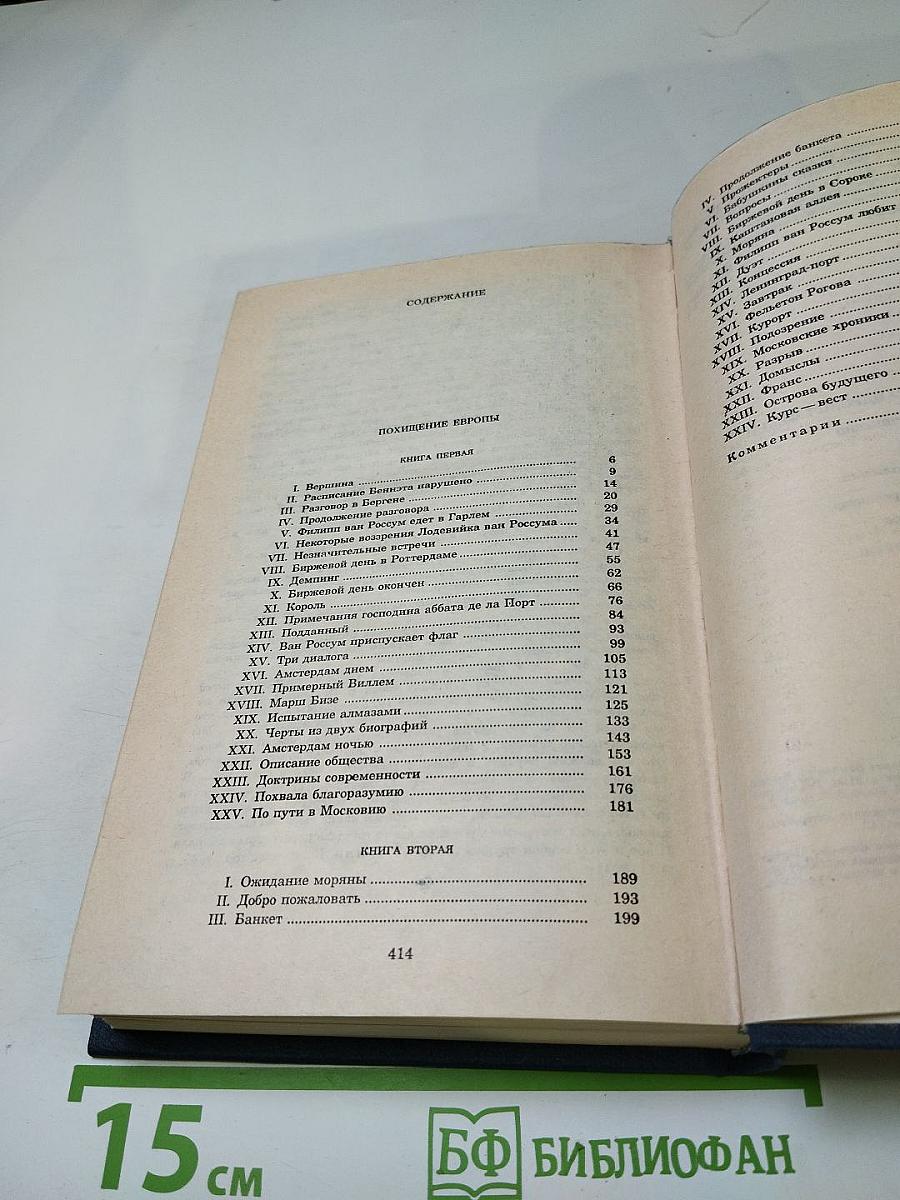 СОДЕРЖАНИЕ
ПОХИЩЕНИЕ ЕВРОПЫ
КНИГА ПЕРВАЯ
I. Вершина ........ 6
II. Расписание Беннэта нарушено ........ 9
III. Разговор в Бергене ........ 14
IV. Продолжение разговора ........ 20
V. Филипп ван Россум едет в Гарлем ........ 29
VI. Некоторые воззрения Лодевийка ван Россума ........ 34
VII. Незначительные встречи ........ 41
VIII. Биржевой день в Роттердаме ........ 47
IX. Демпинг ........ 55
X. Биржевой день окончен ........ 62
XI. Король ........ 66
XII. Примечания господина аббата де ла Порт ........ 76
XIII. Подданный ........ 84
XIV. Ван Россум приспускает флаг ........ 93
XV. Три диалога ........ 99
XVI. Амстердам днем ........ 105
XVII. Примерный Виллем ........ 113
XVIII. Марш Бизе ........ 121
XIX. Испытание алмазами ........ 125
XX. Черты из двух биографий ........ 133
XXI. Амстердам ночью ........ 143
XXII. Описание общества ........ 153
XXIII. Доктрины современности ........ 161
XXIV. Похвала благоразумию ........ 176
XXV. По пути в Московию ........ 181
КНИГА ВТОРАЯ
I. Ожидание моряны ........ 189
II. Добро пожаловать ........ 193
III. Банкет ........ 199
414
IV. Продолжение банкета ........
V. Прожектеры ........
VI. Бабушкины сказки ........
VII. Вопросы ........
VIII. Биржевой день в Сороке ........
IX. Каштановая аллея ........
X. Моряна ........
XI. Филипп ван Россум любит
XII. Дуэт ........
XIII. Концессия ........
XIV. Ленинград-порт ........
XV. Завтрак ........
XVI. Фельетон Рогова ........
XVII. Курорт ........
XVIII. Подозрение ........
XIX. Московские хроники ........
XX. Разрыв ........
XXI. Домыслы ........
XXII. Франс ........
XXIII. Острова будущего ........
XXIV. Курс — вест ........
Комментарии ........
15 см
БФ БИБЛИОФАН